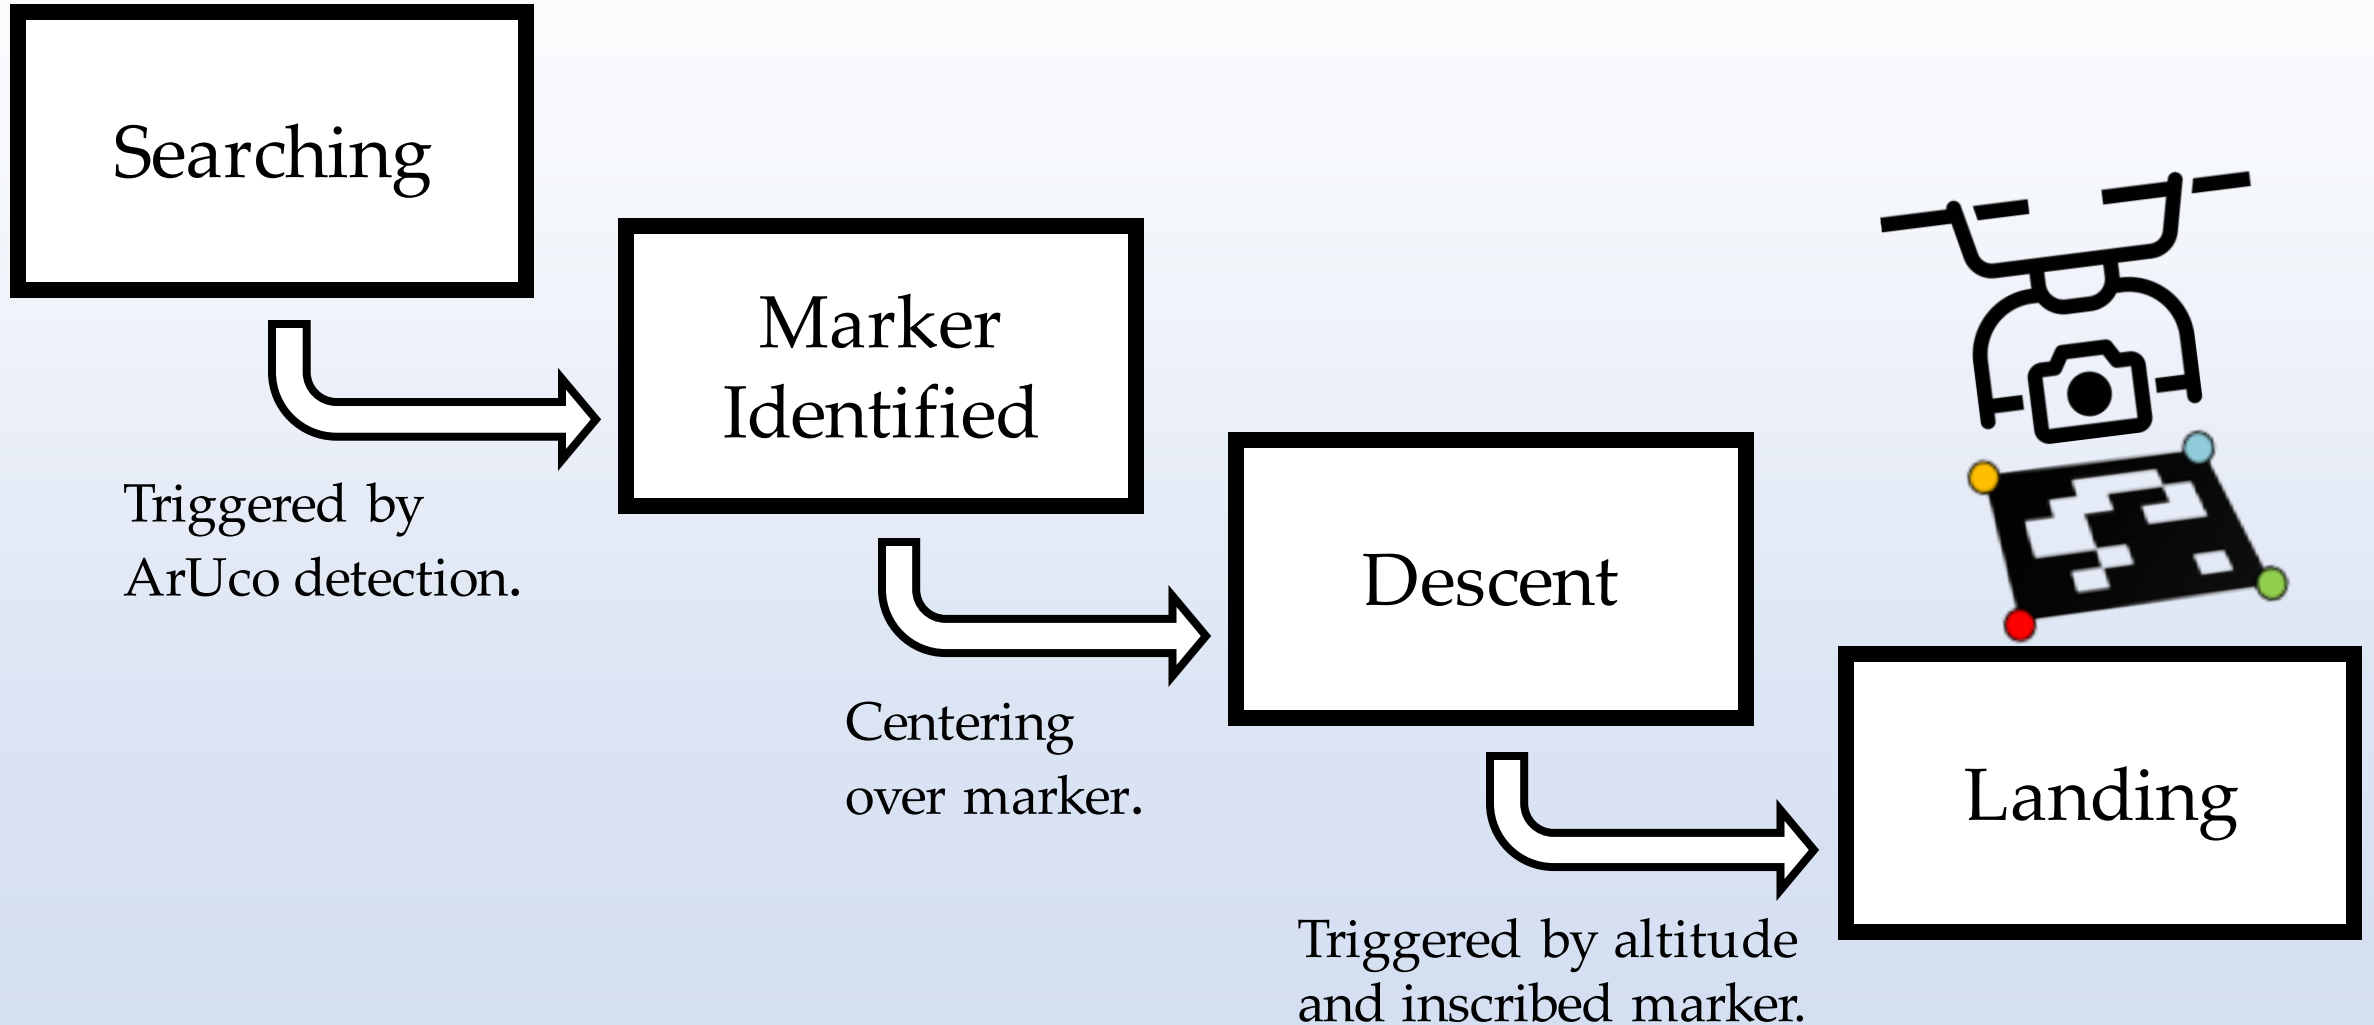 Searching
Triggered by
ArUco detection.
Marker
Identified
Centering
over marker.
Descent
Triggered by altitude
and inscribed marker.
Landing